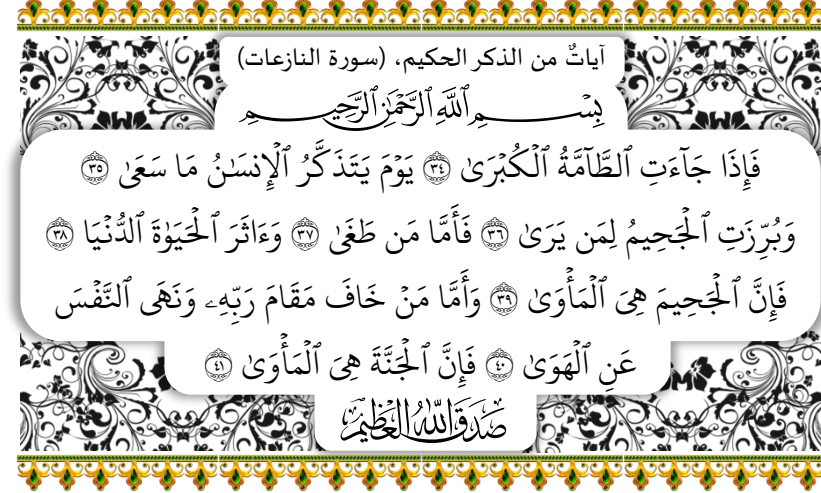 آياتٌ من الذكر الحكيم، (سورة النازعات)
بِسْمِ ٱللَّهِ ٱلرَّحْمَٰنِ ٱلرَّحِيمِ
فَإِذَا جَآءَتِ ٱلطَّآمَّةُ ٱلْكُبْرَىٰ ٣٤ يَوْمَ يَتَذَكَّرُ ٱلْإِنسَٰنُ مَا سَعَىٰ ٣٥
وَبُرِّزَتِ ٱلْجَحِيمُ لِمَن يَرَىٰ ٣٦ فَأَمَّا مَن طَغَىٰ ٣٧ وَءَاثَرَ ٱلْحَيَوٰةَ ٱلدُّنْيَا ٣٨
فَإِنَّ ٱلْجَحِيمَ هِىَ ٱلْمَأْوَىٰ ٣٩ وَأَمَّا مَنْ خَافَ مَقَامَ رَبِّهِۦ وَنَهَى ٱلنَّفْسَ
عَنِ ٱلْهَوَىٰ ٤٠ فَإِنَّ ٱلْجَنَّةَ هِىَ ٱلْمَأْوَىٰ ٤١
صَدَقَ اللَّهُ الْعَظِيمُ